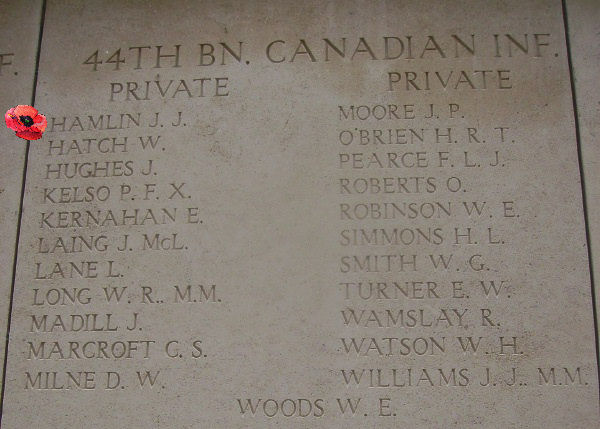 F.
44TH BN. CANADIAN INF.
PRIVATE
HAMLIN J. J.
HATCH W.
HUGHES J.
KELSO P. F. X.
KERNAHAN E.
LAING J. McL.
LANE L.
LONG W. R., M.M.
MADILL J.
MARCROFT C. S.
MILNE D. W.
PRIVATE
MOORE J. P.
O'BRIEN H. R. T.
PEARCE F. L. J.
ROBERTS O.
ROBINSON W. E.
SIMMONS H. L.
SMITH W. G.
TURNER E. W.
WAMSLAY R.
WATSON W. H.
WILLIAMS J. J., M.M.
WOODS W. E.